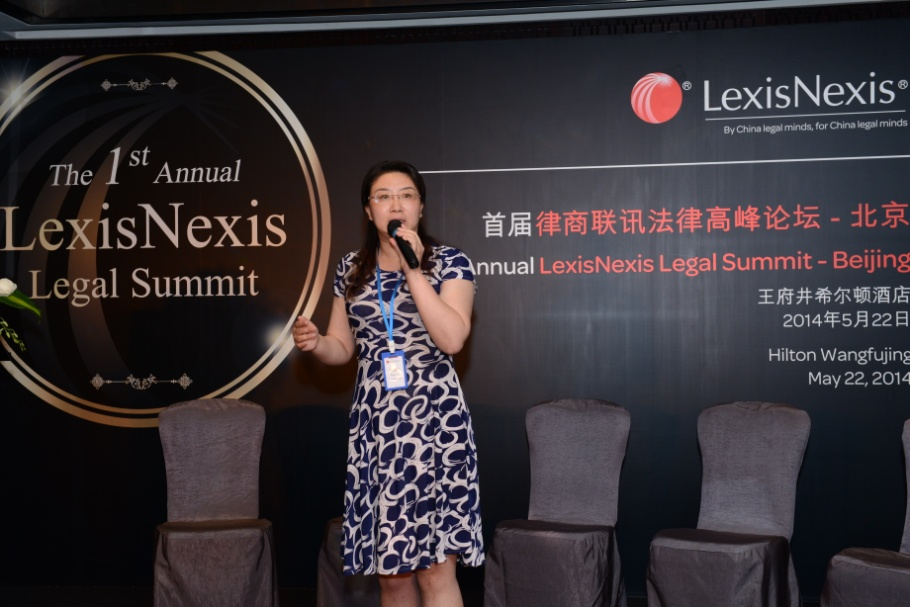 The 1st Annual
LexisNexis
Legal Summit
® LexisNexis®
By China legal minds, for China legal minds
首届律商联讯法律高峰论坛 - 北京
Annual LexisNexis Legal Summit - Beijing
王府井希尔顿酒店
2014年5月22日
Hilton Wangfujing
May 22, 2014